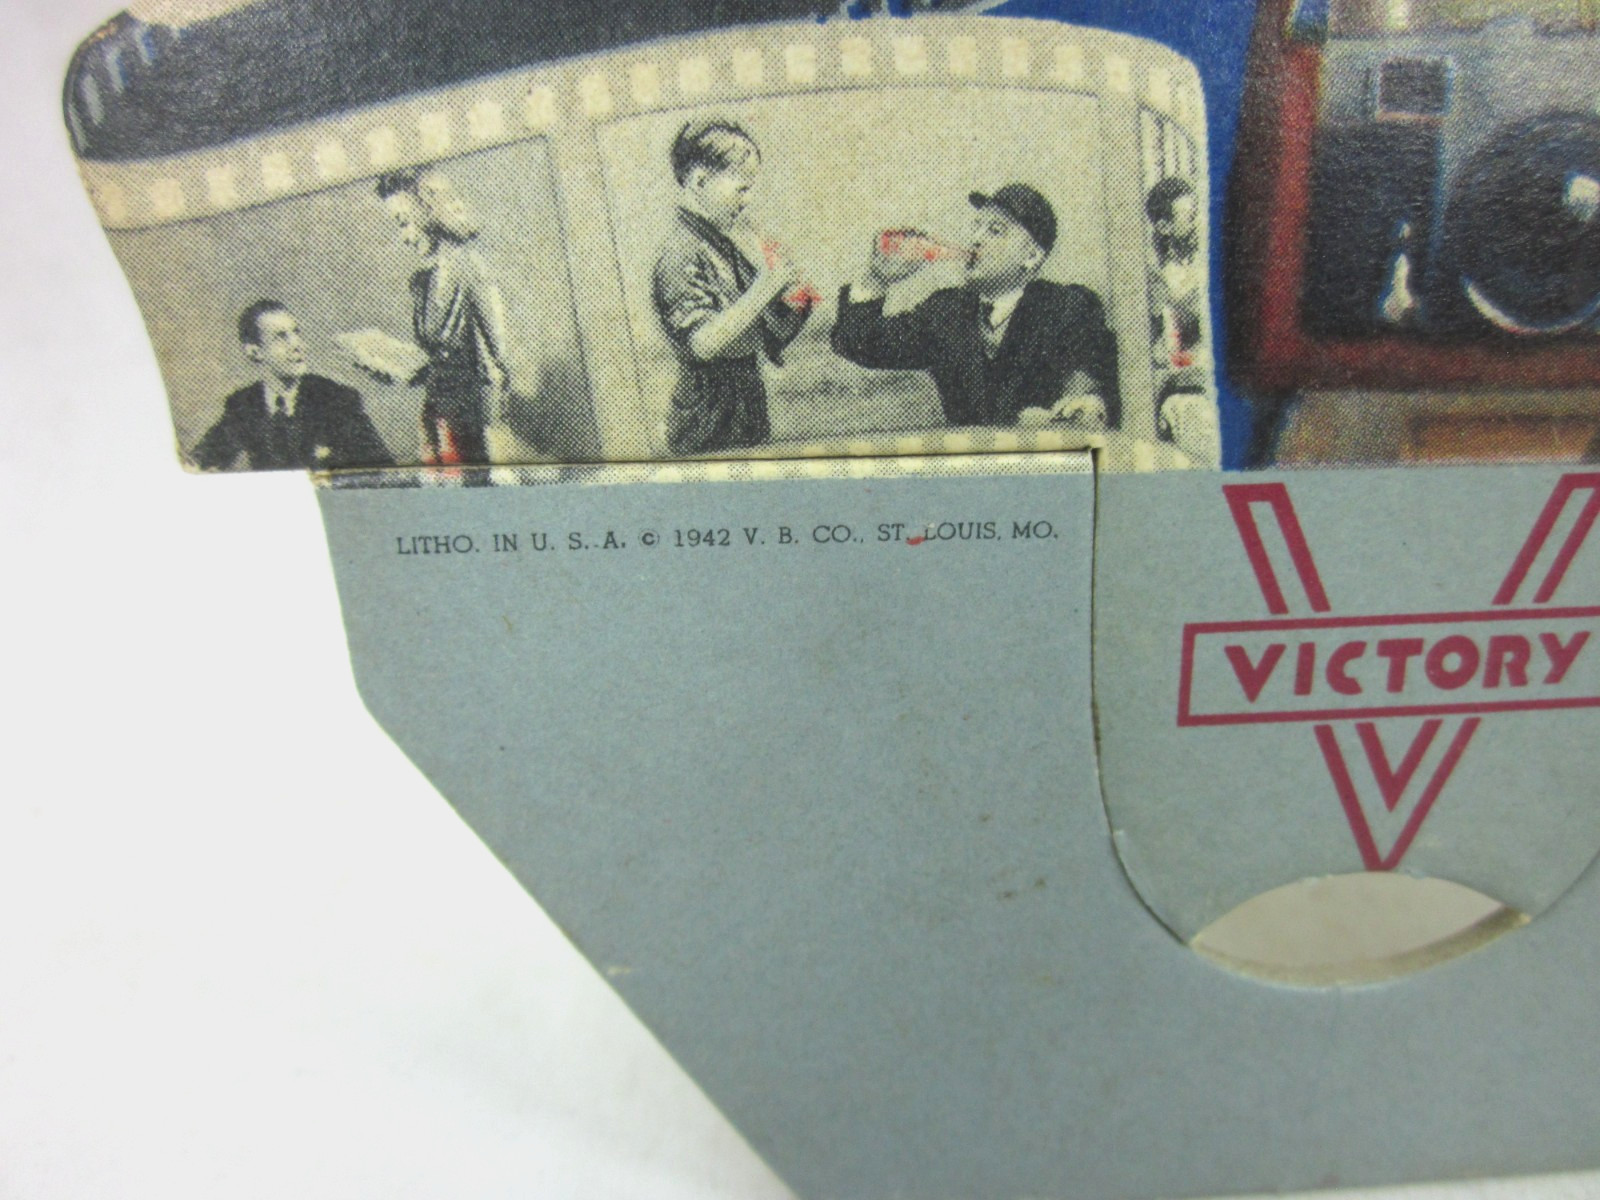 LITHO. IN U. S. A. © 1942 V. B. CO., ST. LOUIS, MO.
VICTORY